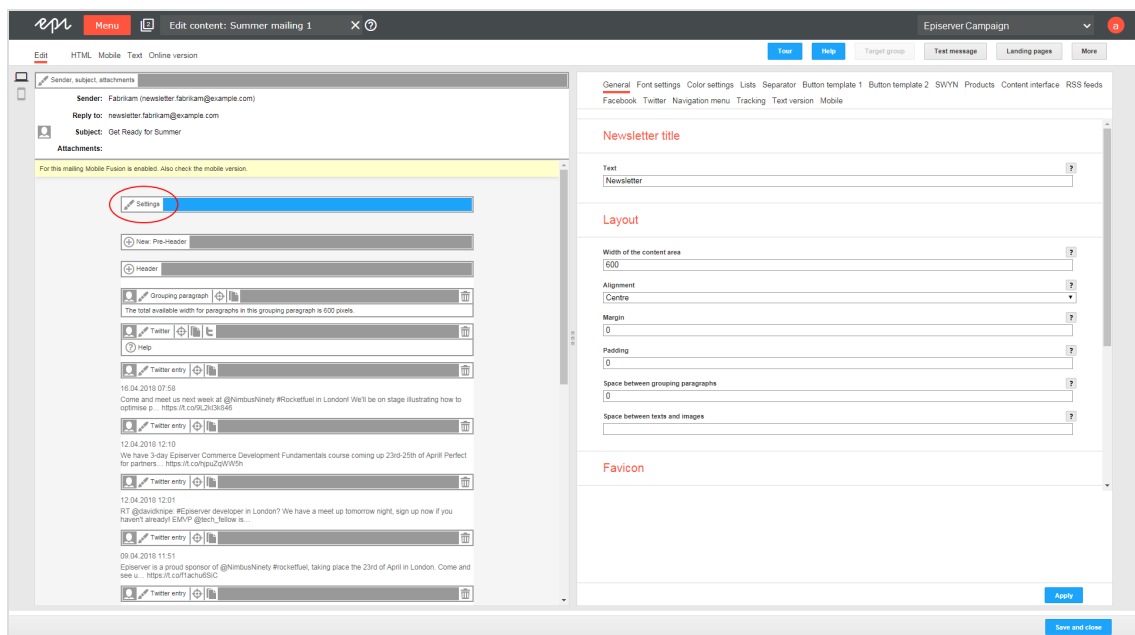 epi Menu 2 Edit content: Summer mailing 1 Episerver Campaign a
Edit HTML Mobile Text Online version Tour Help Target group Test message Landing pages More
Sender, subject, attachments
Sender: Fabrikam (newsletter.fabrikam@example.com)
Reply to: newsletter.fabrikam@example.com
Subject: Get Ready for Summer
Attachments:
For this mailing Mobile Fusion is enabled. Also check the mobile version.
Settings
New: Pre-Header
Header
Grouping paragraph
The total available width for paragraphs in this grouping paragraph is 600 pixels.
Twitter
? Help
Twitter entry
16.04.2018 07:58
Come and meet us next week at @NimbusNinety #Rocketfuel in London! We'll be on stage illustrating how to
optimise p... https://t.co/9L2kI3k846
Twitter entry
12.04.2018 12:10
We have 3-day Episerver Commerce Development Fundamentals course coming up 23rd-25th of April! Perfect
for partners... https://t.co/hjpuZqWW5h
Twitter entry
12.04.2018 12:01
RT @davidknipe: #Episerver developer in London? We have a meet up tomorrow night, sign up now if you
haven't already! EMVP @tech_fellow is...
Twitter entry
09.04.2018 11:51
Episerver is a proud sponsor of @NimbusNinety #rocketfuel, taking place the 23rd of April in London. Come and
see u... https://t.co/f1achu6SiC
Twitter entry
General Font settings Color settings Lists Separator Button template 1 Button template 2 SWYN Products Content interface RSS feeds
Facebook Twitter Navigation menu Tracking Text version Mobile
Newsletter title
Text ?
Newsletter
Layout
Width of the content area ?
600
Alignment ?
Centre
Margin ?
0
Padding ?
0
Space between grouping paragraphs ?
0
Space between texts and images ?
Favicon
Apply
Save and close